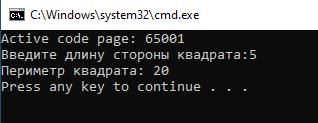 C:\Windows\system32\cmd.exe
Active code page: 65001
Введите длину стороны квадрата:5
Периметр квадрата: 20
Press any key to continue . . .